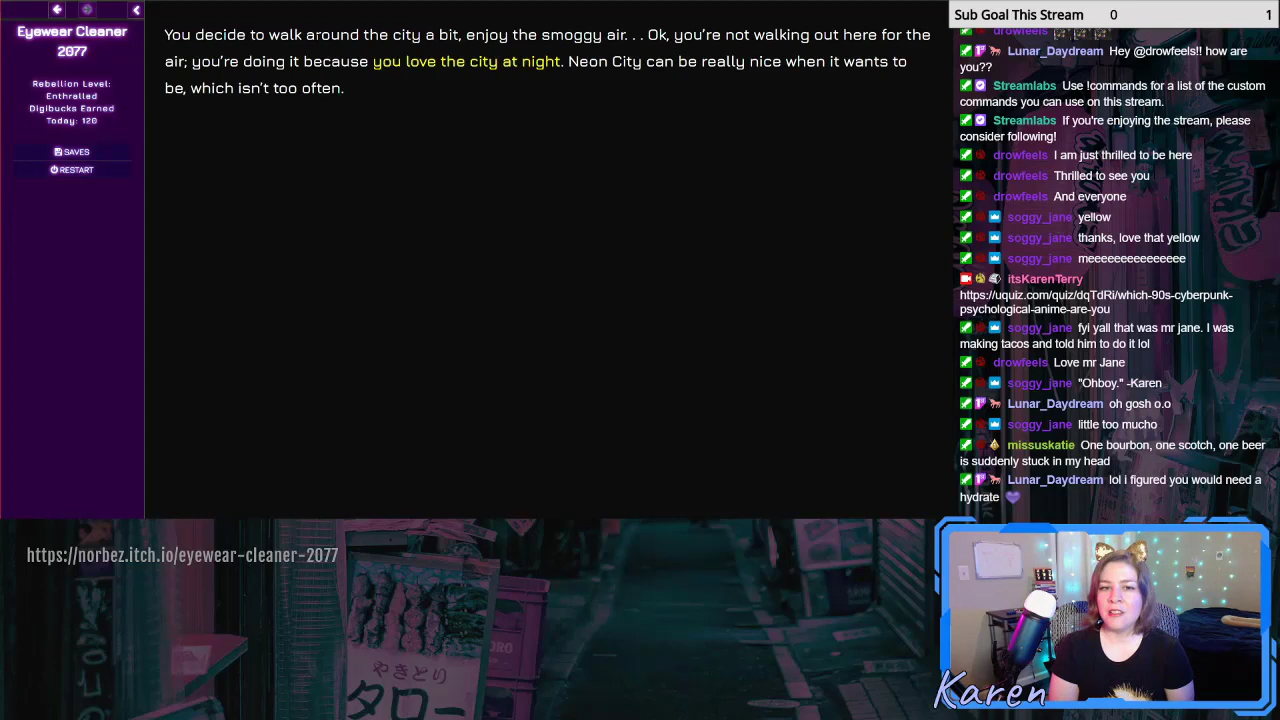 Eyewear Cleaner
2077
Rebellion Level:
Enthralled
Digibucks Earned
Today: 120
SAVES
RESTART
You decide to walk around the city a bit, enjoy the smoggy air. . . Ok, you're not walking out here for the
air; you're doing it because you love the city at night. Neon City can be really nice when it wants to
be, which isn't too often.
https://norbez.itch.io/eyewear-cleaner-2077
やきとり
タロー
Sub Goal This Stream 0 1
drowfeels
Lunar_Daydream Hey @drowfeels!! how are
you??
Streamlabs Use !commands for a list of the custom
commands you can use on this stream.
Streamlabs If you're enjoying the stream, please
consider following!
drowfeels I am just thrilled to be here
drowfeels Thrilled to see you
drowfeels And everyone
soggy_jane yellow
soggy_jane thanks, love that yellow
soggy_jane meeeeeeeeeeeeeee
itsKarenTerry
https://uquiz.com/quiz/dqTdRi/which-90s-cyberpunk-
psychological-anime-are-you
soggy_jane fyi yall that was mr jane. I was
making tacos and told him to do it lol
drowfeels Love mr Jane
soggy_jane "Ohboy." -Karen
Lunar_Daydream oh gosh o.o
soggy_jane little too mucho
missuskatie One bourbon, one scotch, one beer
is suddenly stuck in my head
Lunar_Daydream lol i figured you would need a
hydrate
Karen